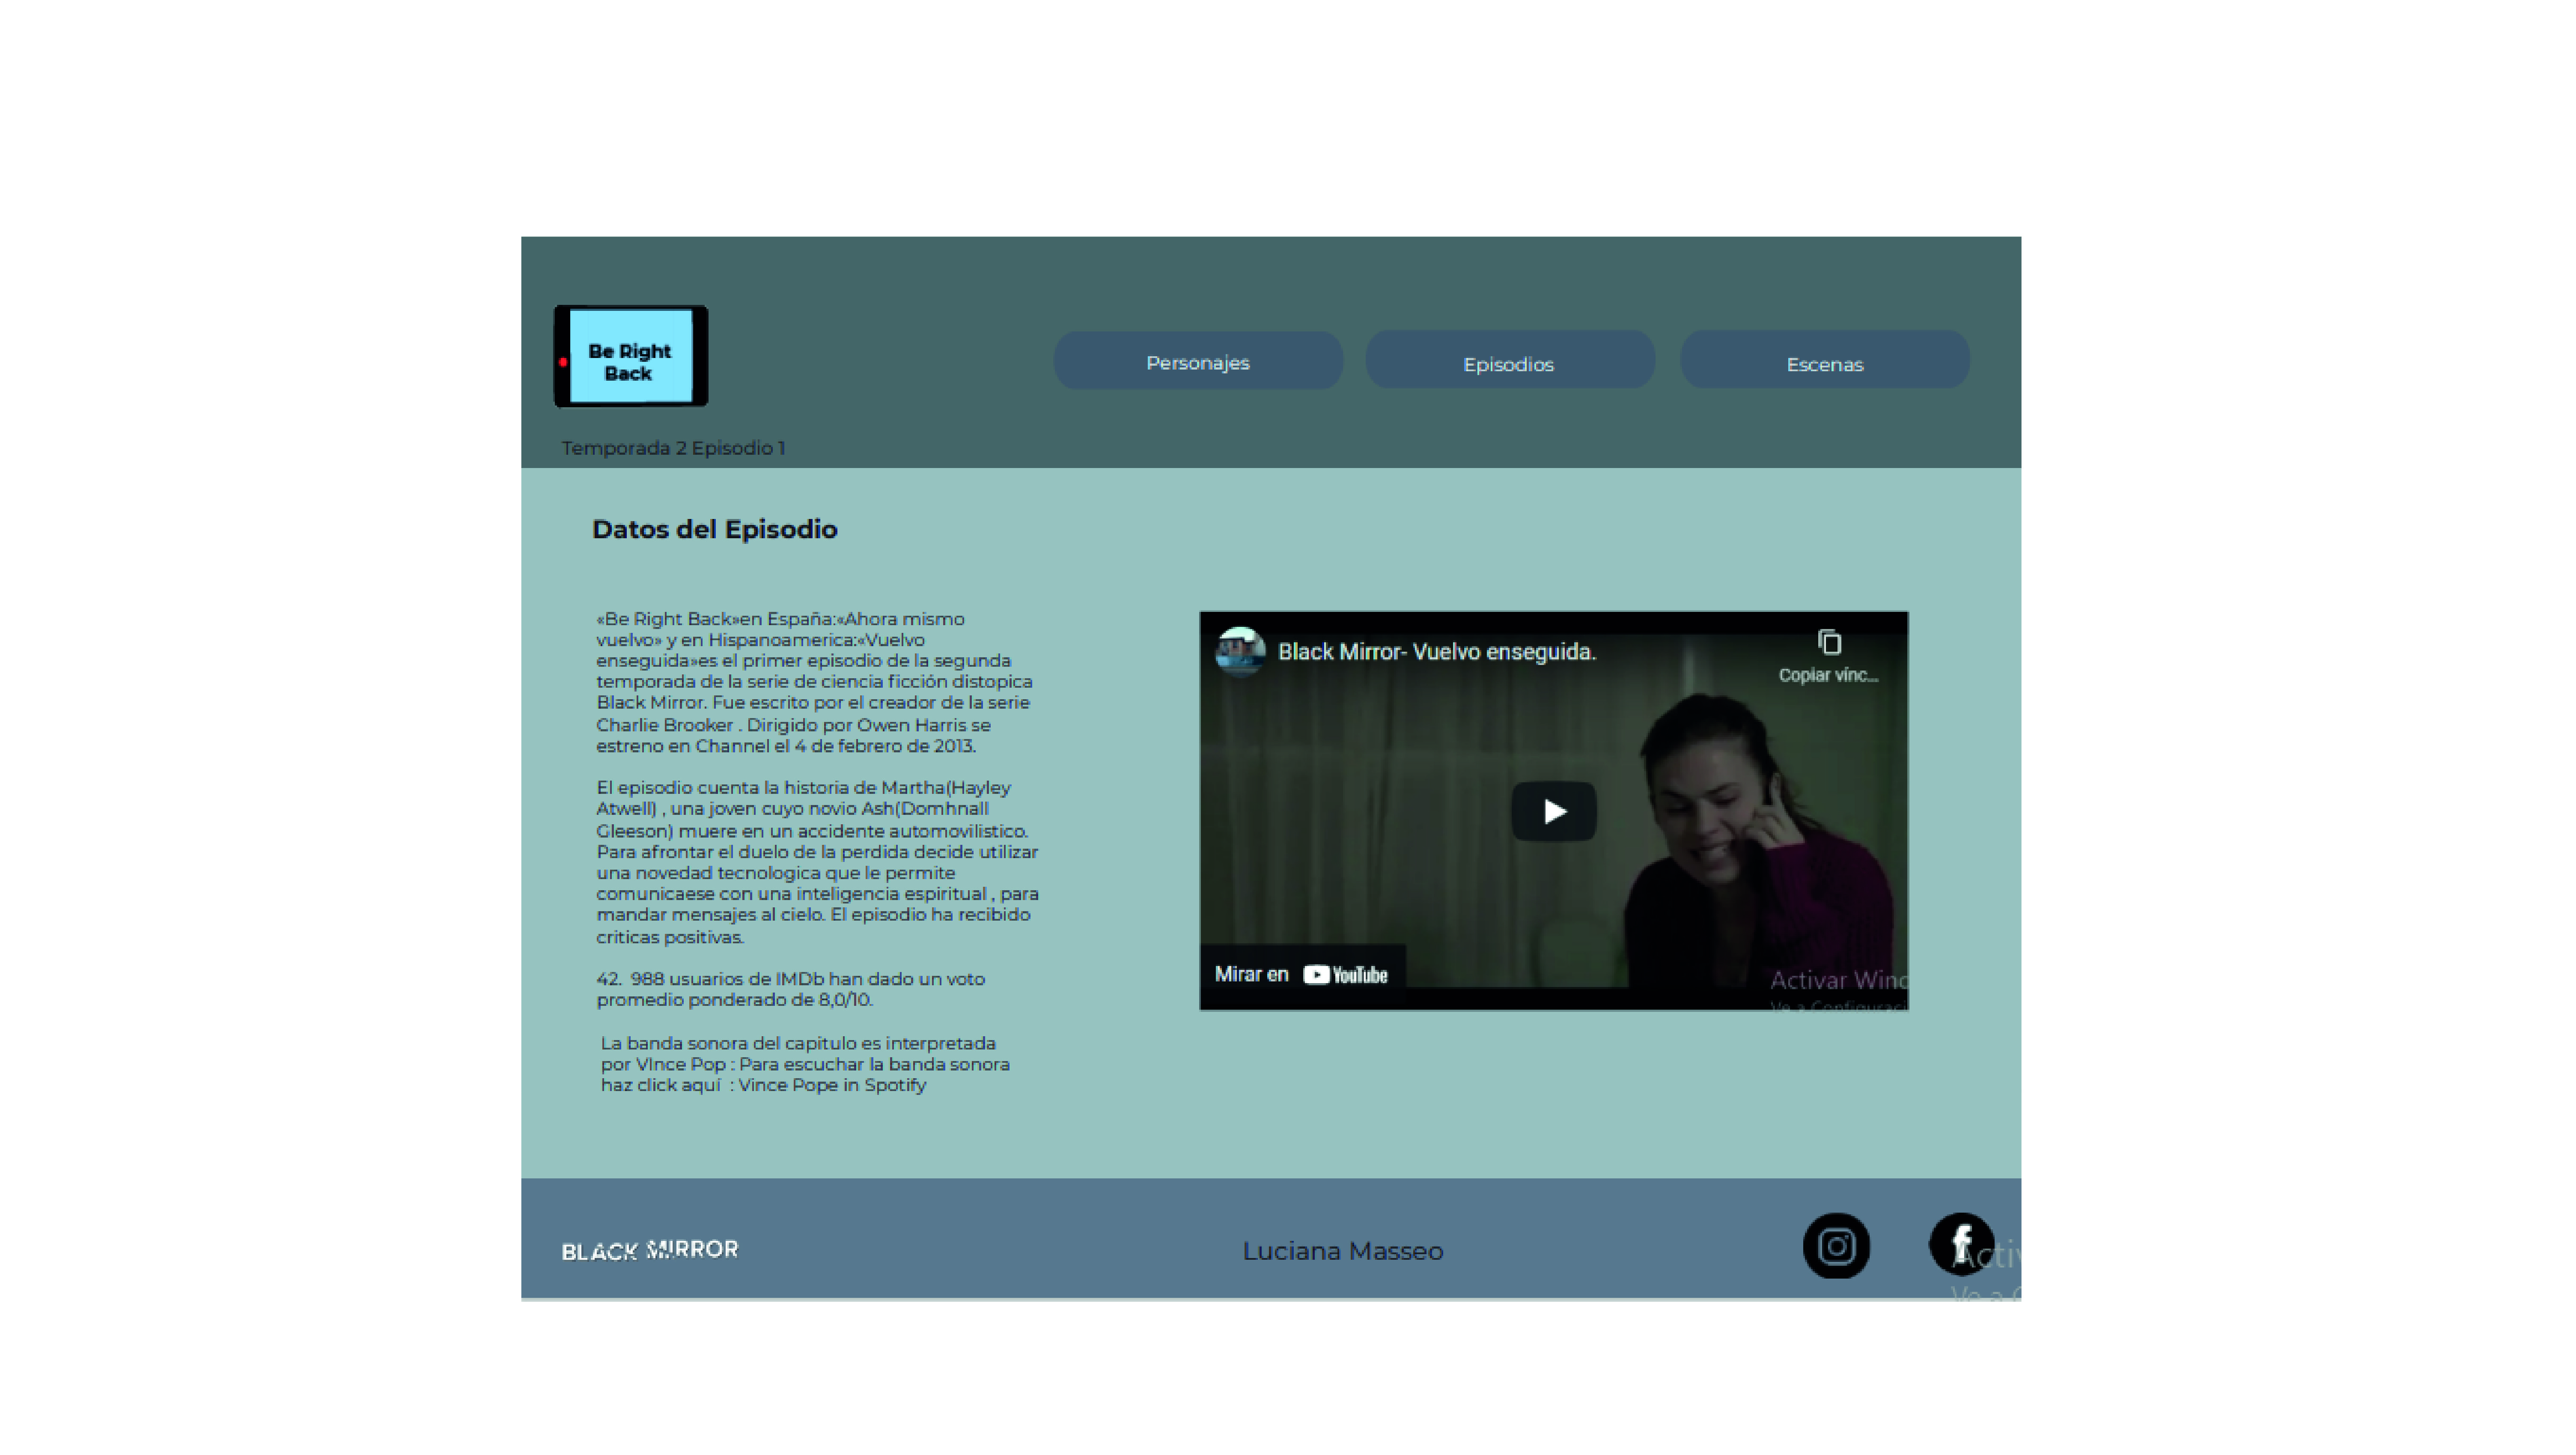 Be Right
Back
Personajes
Episodios
Escenas
Temporada 2 Episodio 1
Datos del Episodio
«Be Right Back»en España:«Ahora mismo
vuelvo» y en Hispanoamerica:«Vuelvo
enseguida»es el primer episodio de la segunda
temporada de la serie de ciencia ficción distopica
Black Mirror. Fue escrito por el creador de la serie
Charlie Brooker . Dirigido por Owen Harris se
estreno en Channel el 4 de febrero de 2013.
El episodio cuenta la historia de Martha(Hayley
Atwell) , una joven cuyo novio Ash(Domhnall
Gleeson) muere en un accidente automovilistico.
Para afrontar el duelo de la perdida decide utilizar
una novedad tecnologica que le permite
comunicaese con una inteligencia espiritual , para
mandar mensajes al cielo. El episodio ha recibido
criticas positivas.
42. 988 usuarios de IMDb han dado un voto
promedio ponderado de 8,0/10.
La banda sonora del capitulo es interpretada
por VInce Pop : Para escuchar la banda sonora
haz click aquí : Vince Pope in Spotify
Black Mirror- Vuelvo enseguida.
Copiar vínc...
Mirar en YouTube
Activar Wind
Ve a Configuraci
BLACK MIRROR
Luciana Masseo
Activ
Ve a C